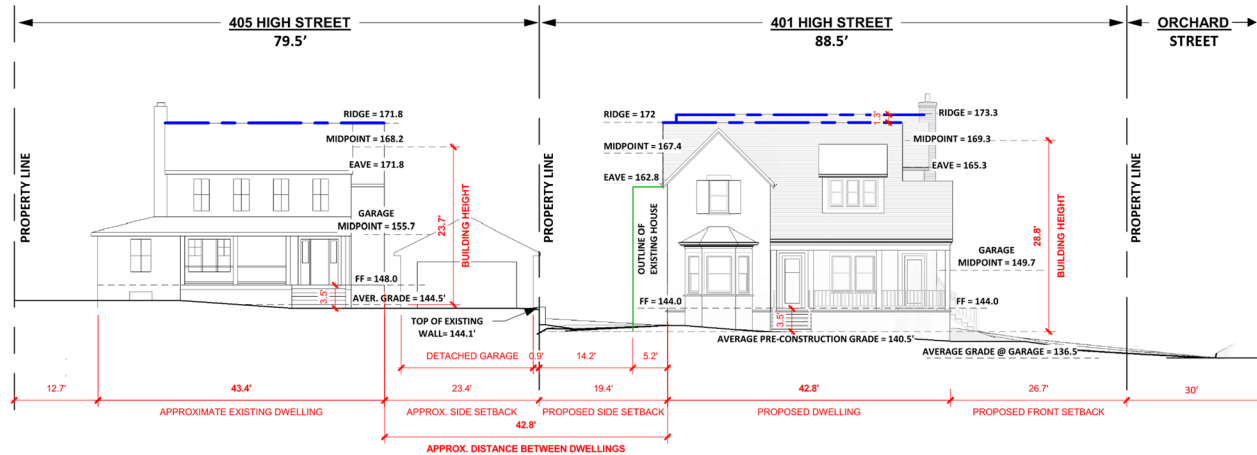 405 HIGH STREET
79.5'
401 HIGH STREET
88.5'
ORCHARD
STREET
RIDGE = 171.8
MIDPOINT = 168.2
EAVE = 171.8
GARAGE
MIDPOINT = 155.7
FF = 148.0
3.5'
AVER. GRADE = 144.5'
23.7'
BUILDING HEIGHT
PROPERTY LINE
PROPERTY LINE
PROPERTY LINE
TOP OF EXISTING
WALL= 144.1'
RIDGE = 172
MIDPOINT = 167.4
EAVE = 162.8
OUTLINE OF
EXISTING HOUSE
FF = 144.0
3.5'
1.3'
RIDGE = 173.3
MIDPOINT = 169.3
EAVE = 165.3
28.8'
BUILDING HEIGHT
GARAGE
MIDPOINT = 149.7
FF = 144.0
AVERAGE PRE-CONSTRUCTION GRADE = 140.5'
AVERAGE GRADE @ GARAGE = 136.5'
DETACHED GARAGE
0.9'
14.2'
5.2'
12.7'
43.4'
23.4'
19.4'
42.8'
26.7'
30'
APPROXIMATE EXISTING DWELLING
APPROX. SIDE SETBACK
PROPOSED SIDE SETBACK
PROPOSED DWELLING
PROPOSED FRONT SETBACK
42.8'
APPROX. DISTANCE BETWEEN DWELLINGS